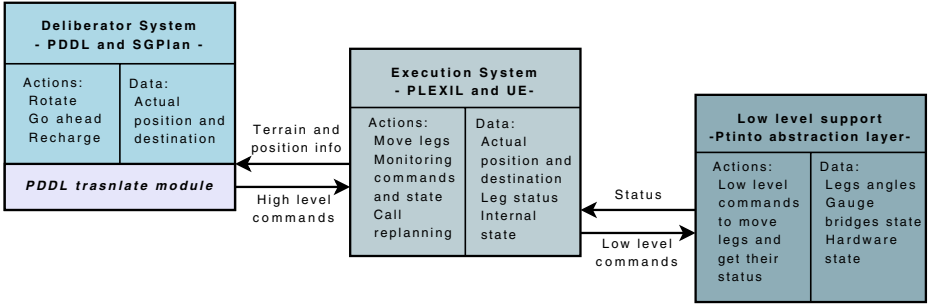 Deliberator System
- PDDL and SGPlan -
Actions:
Rotate
Go ahead
Recharge
Data:
Actual
position and
destination
PDDL trasnlate module
Terrain and
position info
High level
commands
Execution System
- PLEXIL and UE-
Actions:
Move legs
Monitoring
commands
and state
Call
replanning
Data:
Actual
position and
destination
Leg status
Internal
state
Status
Low level
commands
Low level support
-Ptinto abstraction layer-
Actions:
Low level
commands
to move
legs and
get their
status
Data:
Legs angles
Gauge
bridges state
Hardware
state